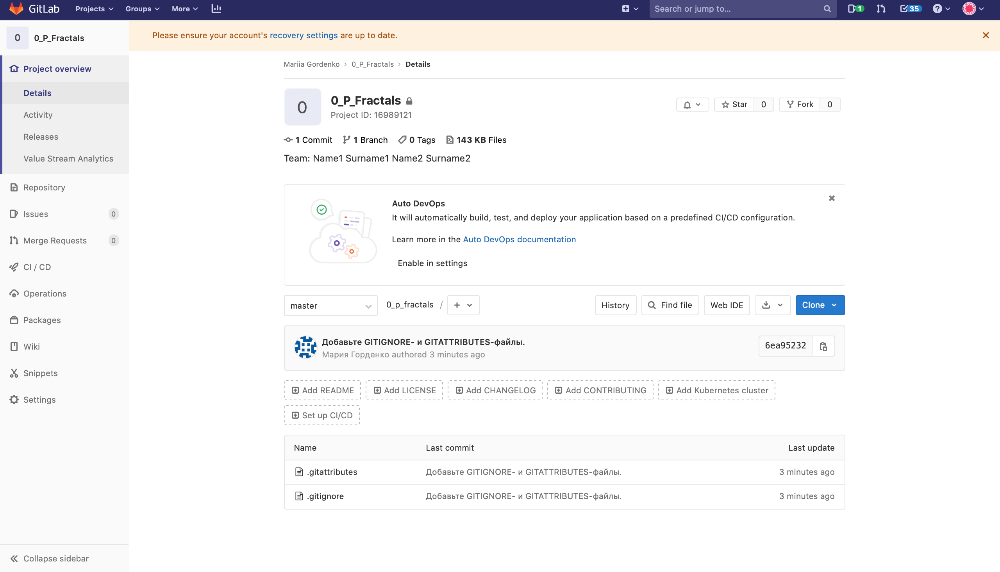 GitLab Projects Groups More Search or jump to... 1 35
0 0_P_Fractals
Please ensure your account's recovery settings are up to date.
Project overview
Details
Activity
Releases
Value Stream Analytics
Repository
Issues 0
Merge Requests 0
CI / CD
Operations
Packages
Wiki
Snippets
Settings
Collapse sidebar
Mariia Gordenko › 0_P_Fractals › Details
0
0_P_Fractals
Project ID: 16989121
Star 0 Fork 0
1 Commit 1 Branch 0 Tags 143 KB Files
Team: Name1 Surname1 Name2 Surname2
Auto DevOps
It will automatically build, test, and deploy your application based on a predefined CI/CD configuration.
Learn more in the Auto DevOps documentation
Enable in settings
master 0_p_fractals / + History Find file Web IDE Clone
Добавьте GITIGNORE- и GITATTRIBUTES-файлы.
Мария Горденко authored 3 minutes ago
6ea95232
Add README Add LICENSE Add CHANGELOG Add CONTRIBUTING Add Kubernetes cluster
Set up CI/CD
Name Last commit Last update
.gitattributes Добавьте GITIGNORE- и GITATTRIBUTES-файлы. 3 minutes ago
.gitignore Добавьте GITIGNORE- и GITATTRIBUTES-файлы. 3 minutes ago